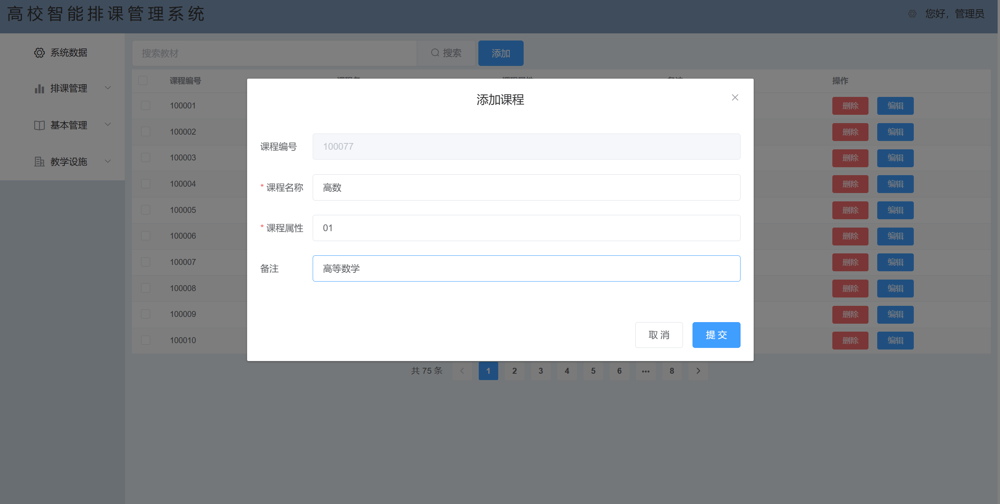 高校智能排课管理系统
您好，管理员
系统数据
排课管理
基本管理
教学设施
搜索教材
搜索
添加
课程编号
操作
100001 删除 编辑
100002 删除 编辑
100003 删除 编辑
100004 删除 编辑
100005 删除 编辑
100006 删除 编辑
100007 删除 编辑
100008 删除 编辑
100009 删除 编辑
100010 删除 编辑
添加课程
课程编号 100077
* 课程名称 高数
* 课程属性 01
备注 高等数学
取 消 提 交
共 75 条 1 2 3 4 5 6 ••• 8